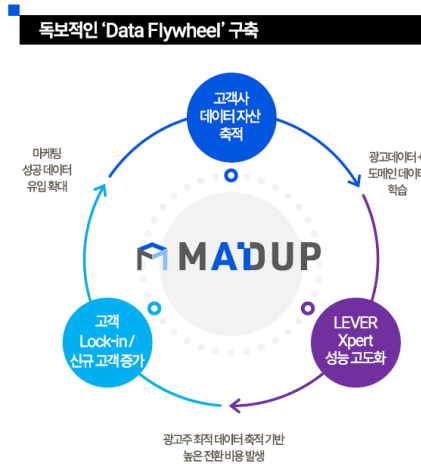 독보적인 ‘Data Flywheel’ 구축
고객사
데이터 자산
축적
마케팅
성공 데이터
유입 확대
광고데이터 +
도메인 데이터
학습
MADUP
고객
Lock-in /
신규 고객 증가
LEVER
Xpert
성능 고도화
광고주 최적 데이터 축적 기반
높은 전환 비용 발생